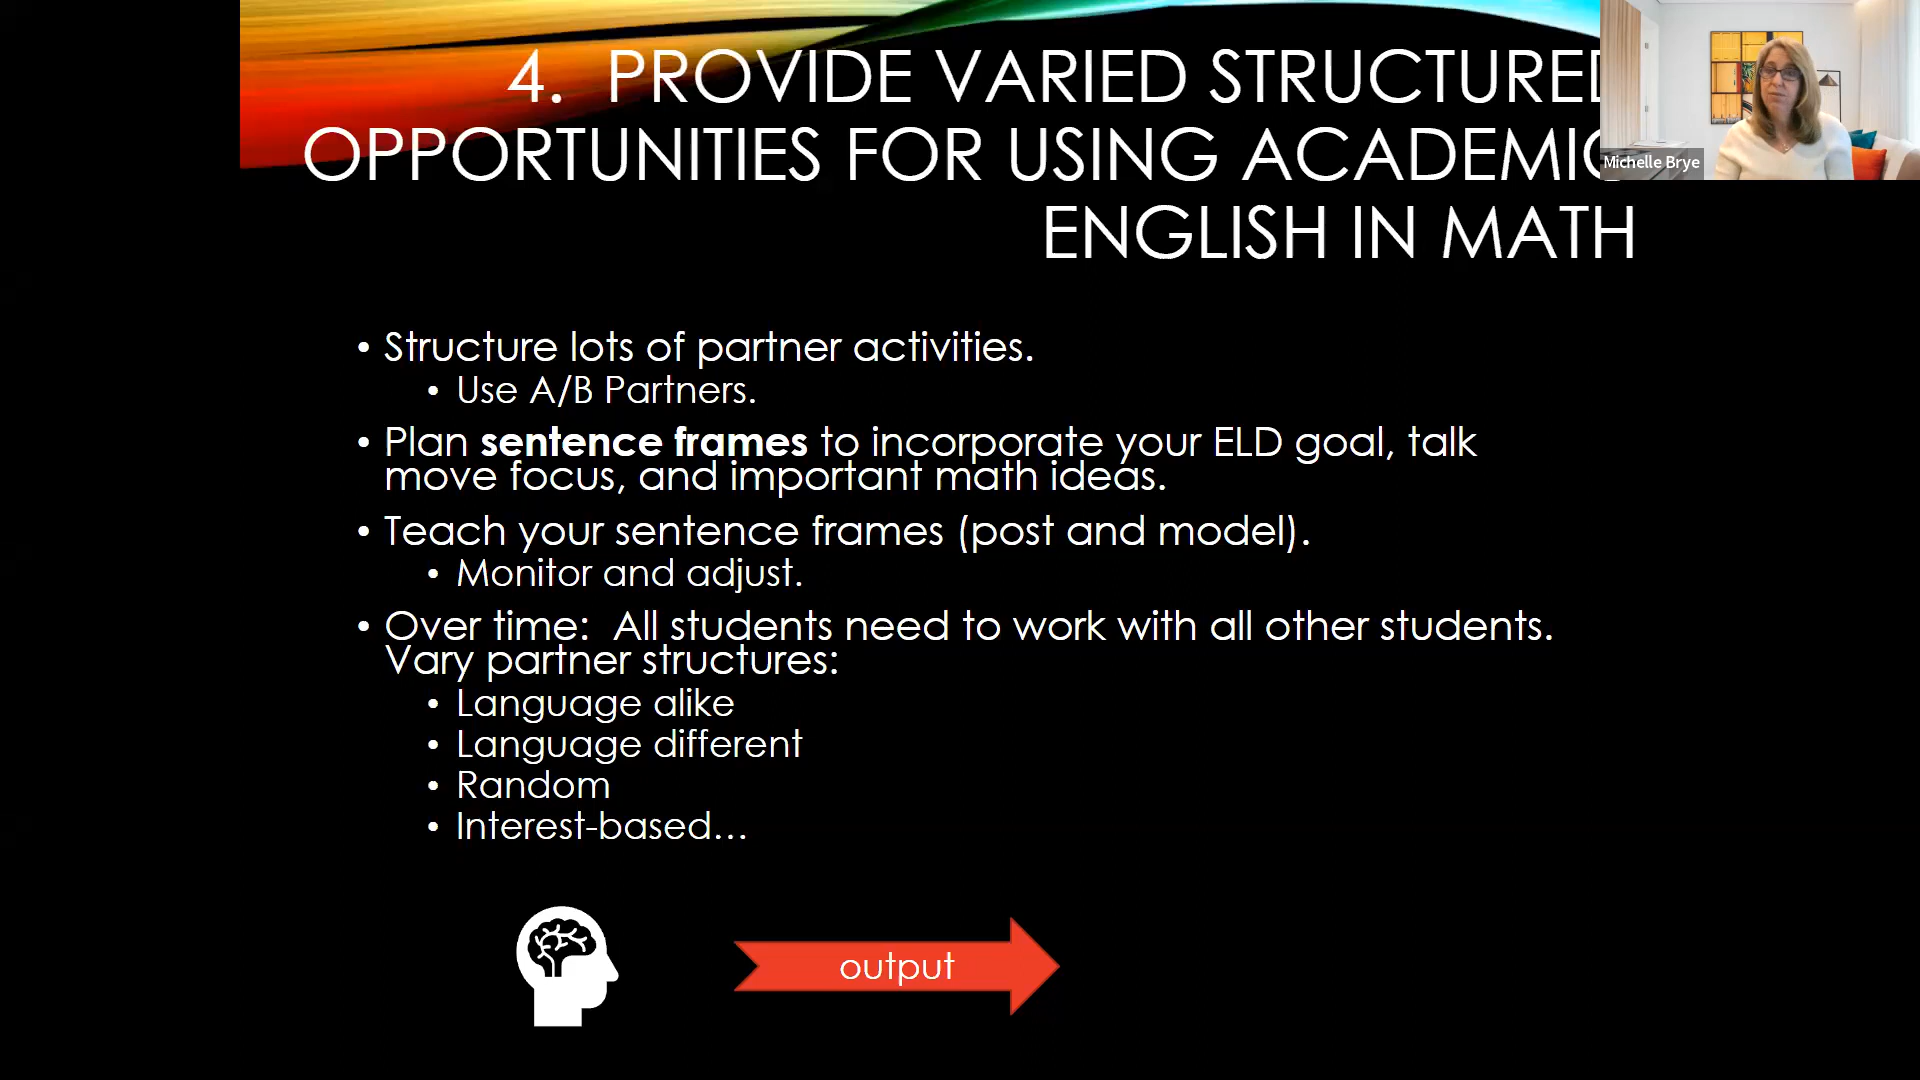 4. PROVIDE VARIED STRUCTURED
OPPORTUNITIES FOR USING ACADEMIC
ENGLISH IN MATH
Michelle Brye
• Structure lots of partner activities.
• Use A/B Partners.
• Plan sentence frames to incorporate your ELD goal, talk
move focus, and important math ideas.
• Teach your sentence frames (post and model).
• Monitor and adjust.
• Over time: All students need to work with all other students.
Vary partner structures:
• Language alike
• Language different
• Random
• Interest-based...
output